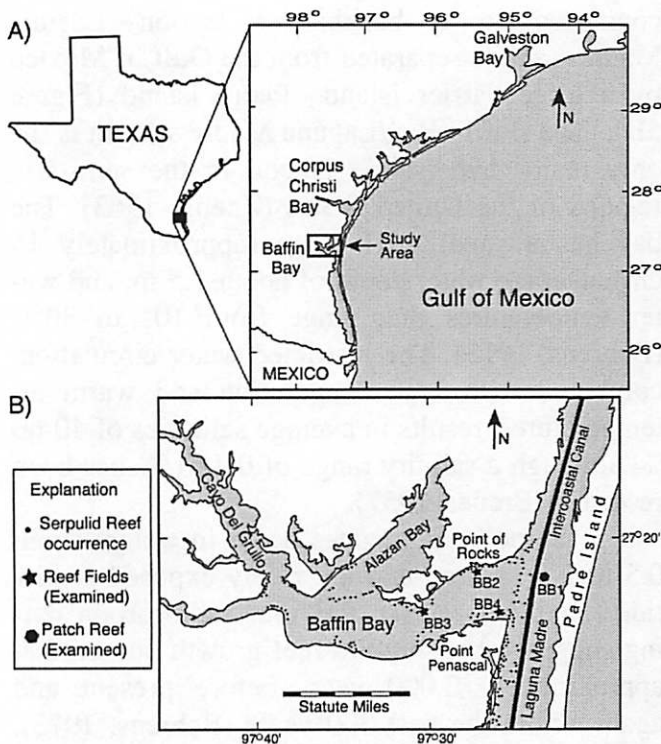 A)
98° 97° 96° 95° 94° 93°
Galveston
Bay
N
TEXAS
Corpus
Christi
Bay
28°
Baffin
Bay
Study
Area
27°
Gulf of Mexico
26°
MEXICO
B)
N
Explanation
Serpulid Reef
occurrence
Reef Fields
(Examined)
Patch Reef
(Examined)
Cayo Del Grullo
Alazan Bay
Point of
Rocks
BB2
BB4
BB3
BB1
Baffin Bay
Point
Penascal
Laguna Madre
Intercoastal Canal
Padre Island
27°20'
Statute Miles
97°40' 97°30'